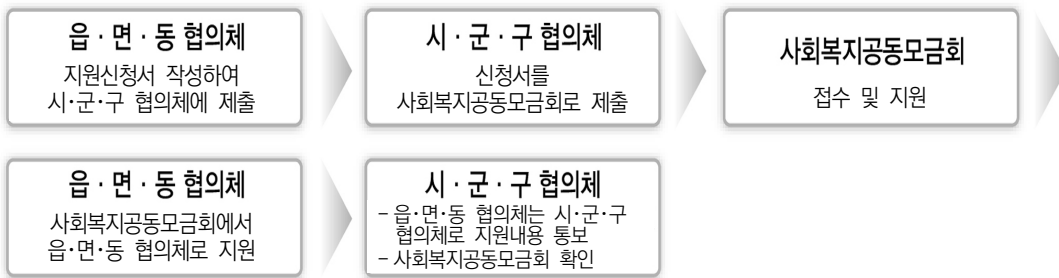 읍·면·동 협의체
지원신청서 작성하여
시·군·구 협의체에 제출
시·군·구 협의체
신청서를
사회복지공동모금회로 제출
사회복지공동모금회
접수 및 지원
읍·면·동 협의체
사회복지공동모금회에서
읍·면·동 협의체로 지원
시·군·구 협의체
- 읍·면·동 협의체는 시·군·구
협의체로 지원내용 통보
- 사회복지공동모금회 확인